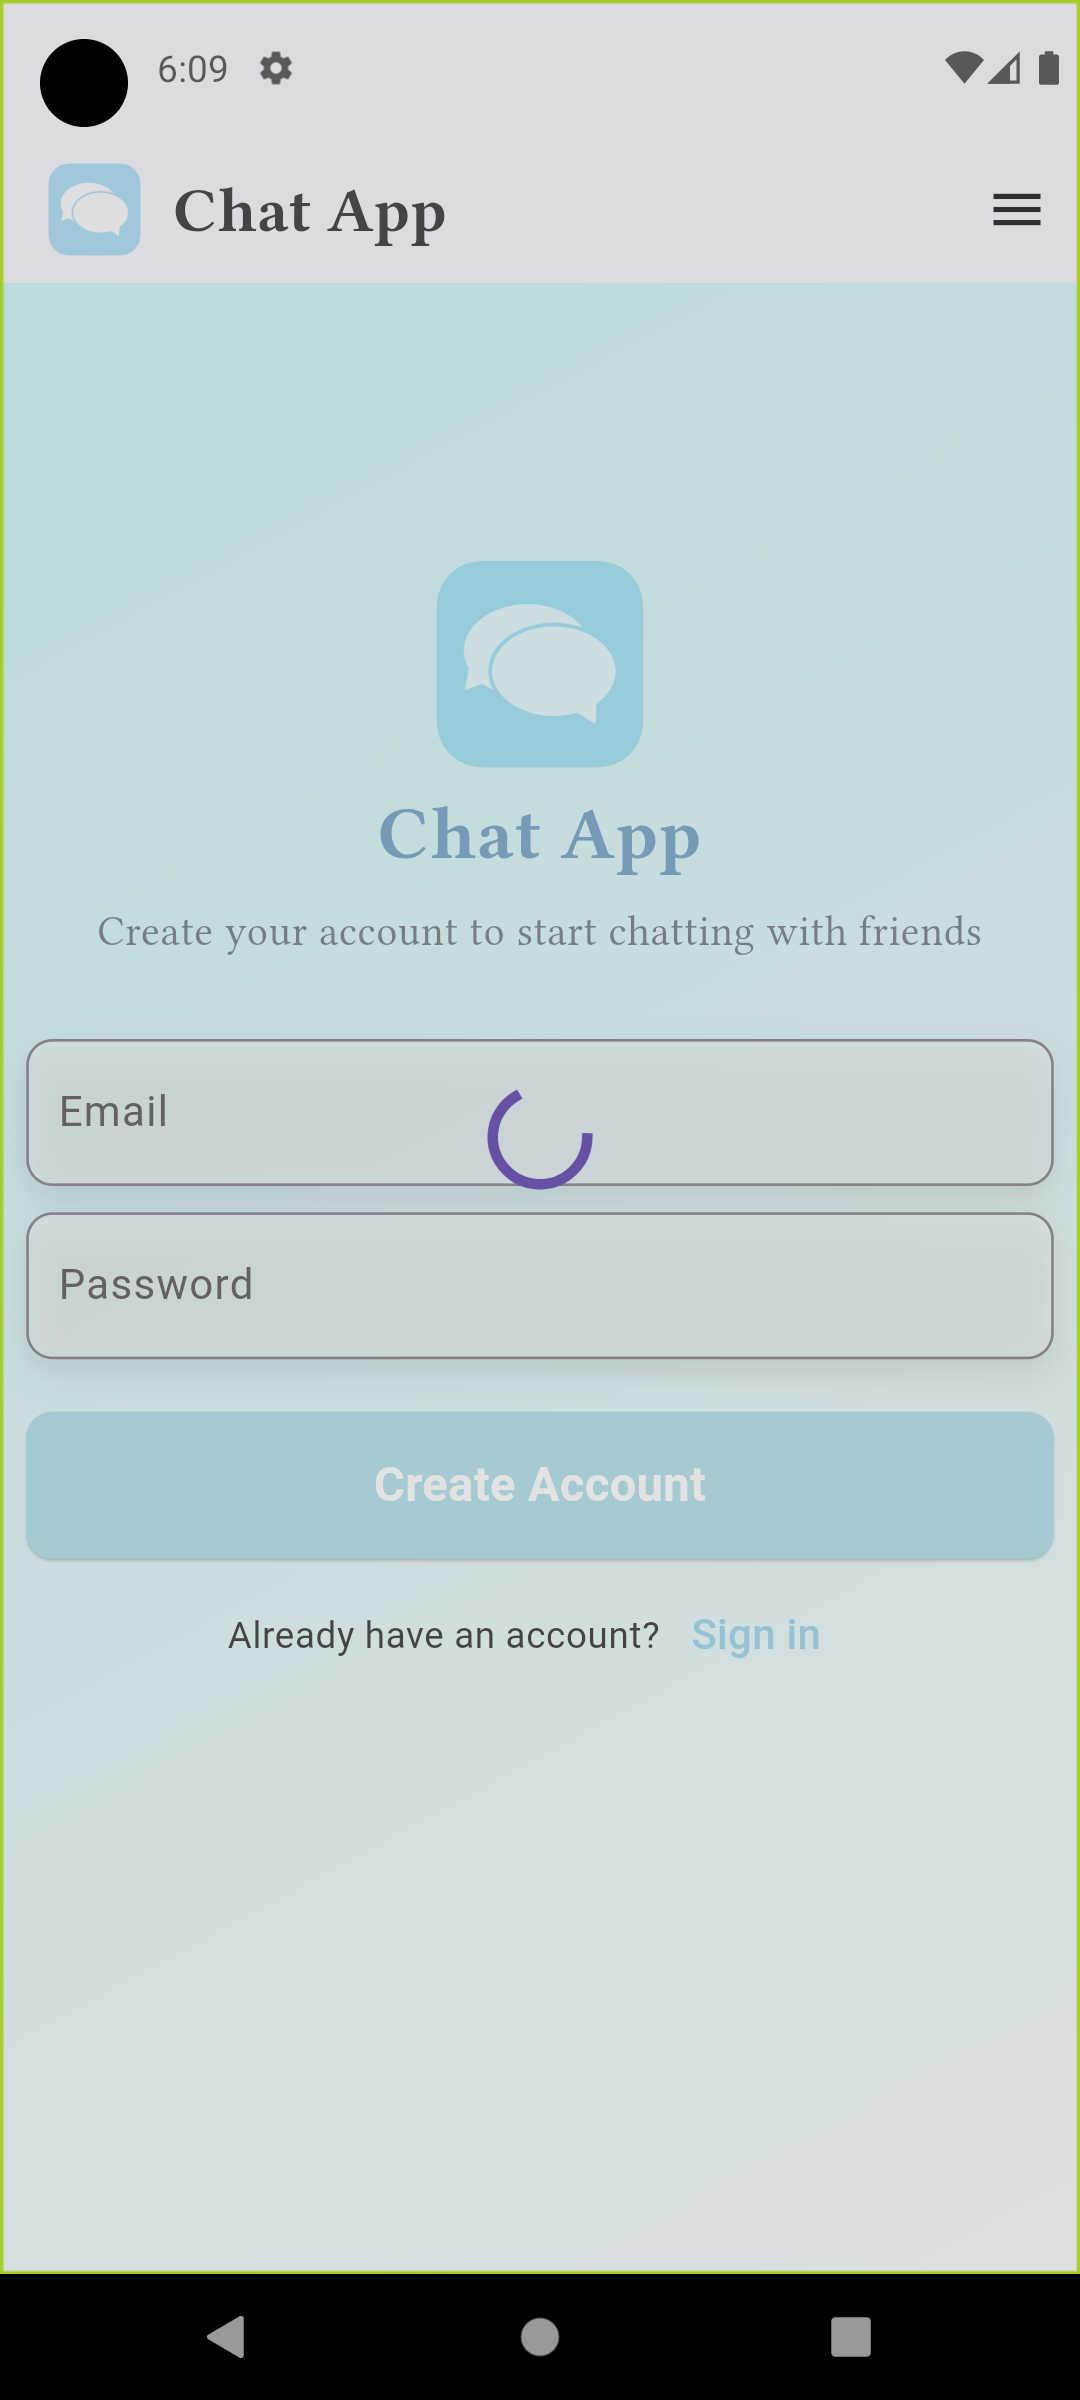 6:09
Chat App
Chat App
Create your account to start chatting with friends
Email
Password
Create Account
Already have an account? Sign in